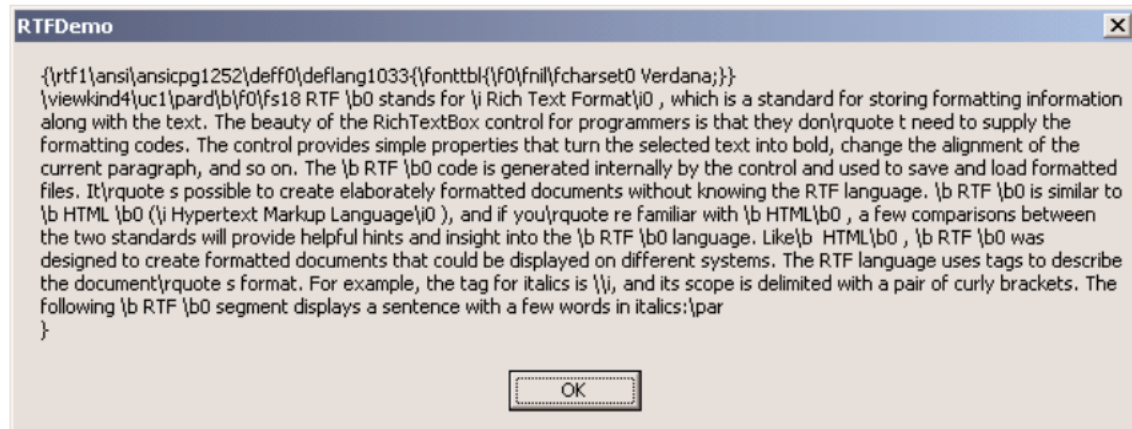 RTFDemo
{\rtf1\ansi\ansicpg1252\deff0\deflang1033{\fonttbl{\f0\fnil\fcharset0 Verdana;}}
\viewkind4\uc1\pard\b\f0\fs18 RTF \b0 stands for \i Rich Text Format\i0 , which is a standard for storing formatting information
along with the text. The beauty of the RichTextBox control for programmers is that they don\rquote t need to supply the
formatting codes. The control provides simple properties that turn the selected text into bold, change the alignment of the
current paragraph, and so on. The \b RTF \b0 code is generated internally by the control and used to save and load formatted
files. It\rquote s possible to create elaborately formatted documents without knowing the RTF language. \b RTF \b0 is similar to
\b HTML \b0 (\i Hypertext Markup Language\i0 ), and if you\rquote re familiar with \b HTML\b0 , a few comparisons between
the two standards will provide helpful hints and insight into the \b RTF \b0 language. Like\b  HTML\b0 , \b RTF \b0 was
designed to create formatted documents that could be displayed on different systems. The RTF language uses tags to describe
the document\rquote s format. For example, the tag for italics is \\i, and its scope is delimited with a pair of curly brackets. The
following \b RTF \b0 segment displays a sentence with a few words in italics:\par
}
OK